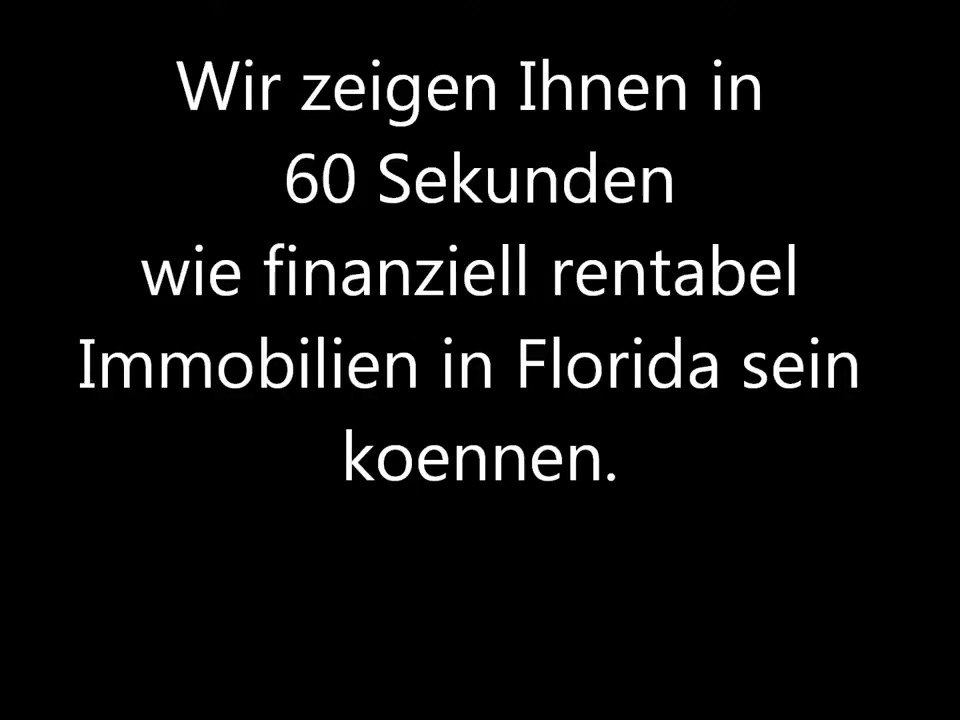 Wir zeigen Ihnen in
60 Sekunden
wie finanziell rentabel
Immobilien in Florida sein
koennen.